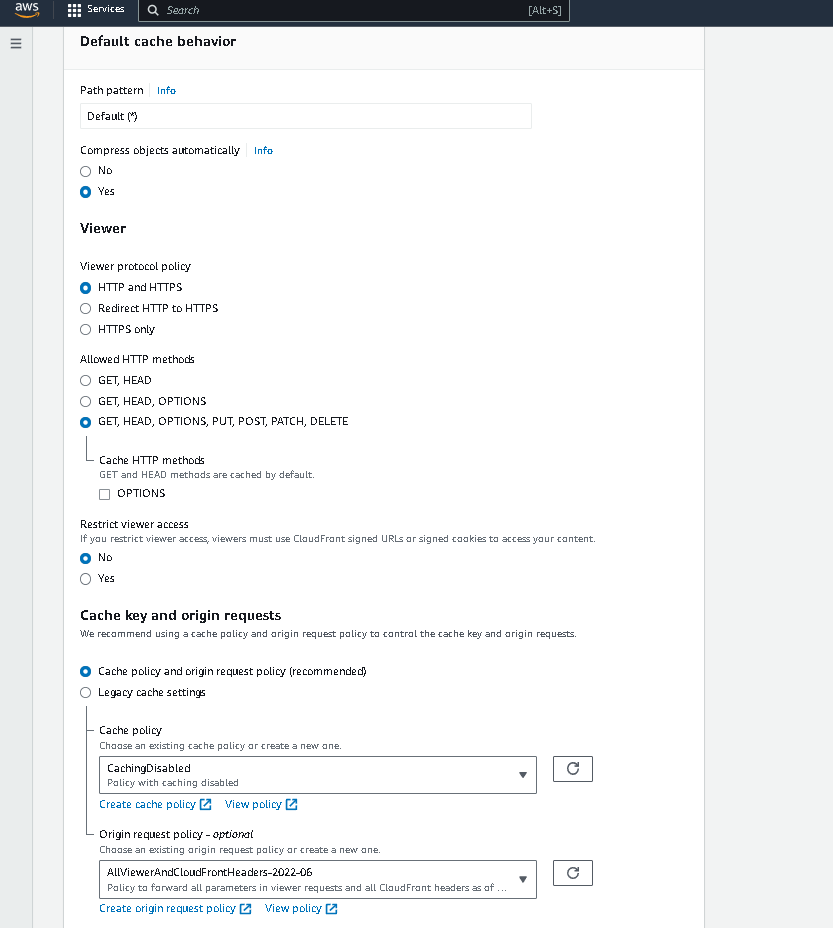 aws
Services
Search
[Alt+S]
Default cache behavior
Path pattern Info
Default (*)
Compress objects automatically Info
No
Yes
Viewer
Viewer protocol policy
HTTP and HTTPS
Redirect HTTP to HTTPS
HTTPS only
Allowed HTTP methods
GET, HEAD
GET, HEAD, OPTIONS
GET, HEAD, OPTIONS, PUT, POST, PATCH, DELETE
Cache HTTP methods
GET and HEAD methods are cached by default.
OPTIONS
Restrict viewer access
If you restrict viewer access, viewers must use CloudFront signed URLs or signed cookies to access your content.
No
Yes
Cache key and origin requests
We recommend using a cache policy and origin request policy to control the cache key and origin requests.
Cache policy and origin request policy (recommended)
Legacy cache settings
Cache policy
Choose an existing cache policy or create a new one.
CachingDisabled
Policy with caching disabled
Create cache policy View policy
Origin request policy - optional
Choose an existing origin request policy or create a new one.
AllViewerAndCloudFrontHeaders-2022-06
Policy to forward all parameters in viewer requests and all CloudFront headers as of ...
Create origin request policy View policy